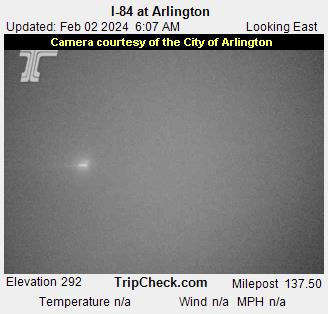 I-84 at Arlington
Updated: Feb 02 2024 6:07 AM Looking East
Camera courtesy of the City of Arlington
Elevation 292 TripCheck.com Milepost 137.50
Temperature n/a Wind n/a MPH n/a